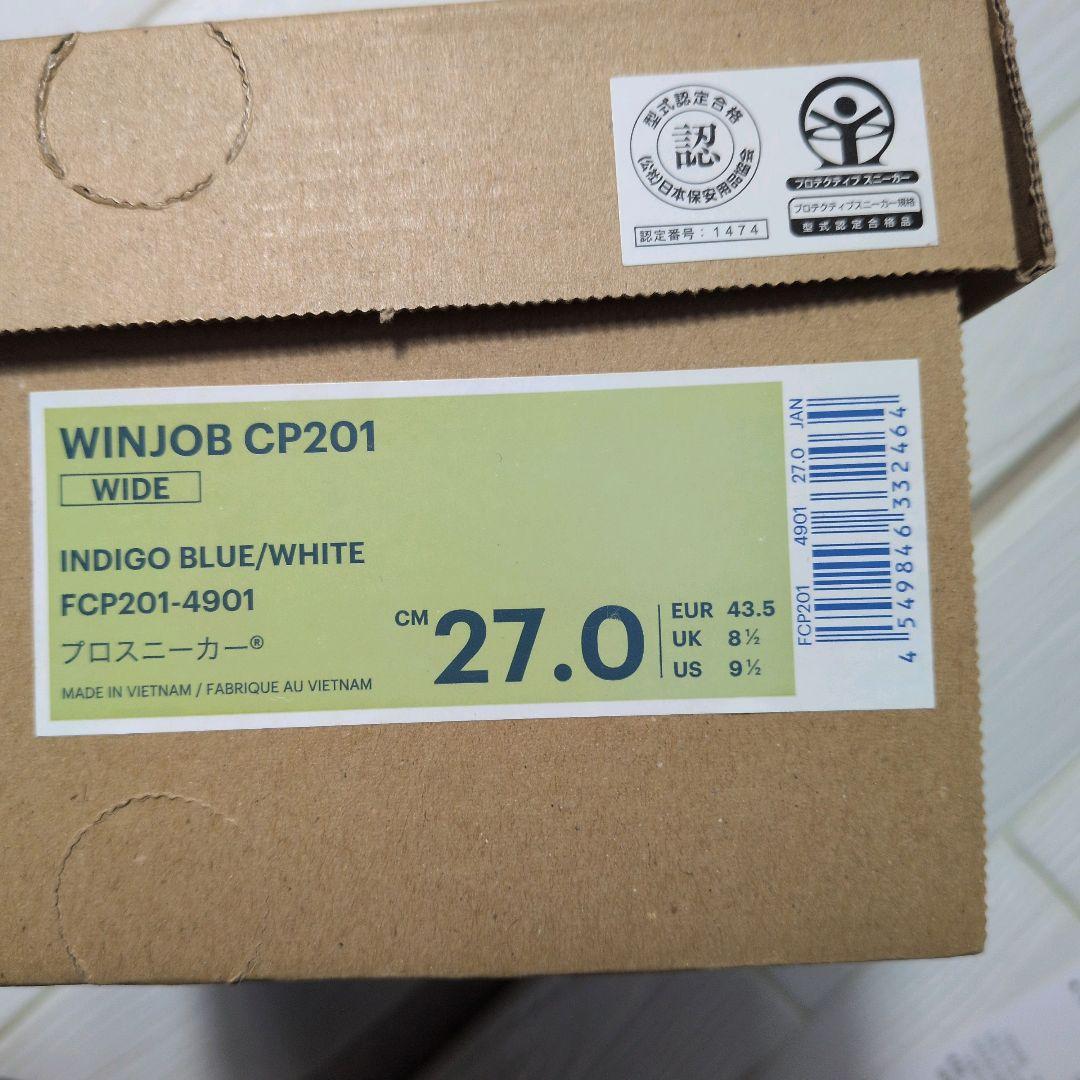 型式認定合格
認
(公社)日本保安用品協会
認定番号：1474
プロテクティブ スニーカー
プロテクティブスニーカー規格
型式認定合格品
WINJOB CP201
WIDE
INDIGO BLUE/WHITE
FCP201-4901
プロスニーカー®
MADE IN VIETNAM / FABRIQUE AU VIETNAM
CM 27.0
EUR 43.5
UK 8½
US 9½
FCP201 4901 27.0 JAN
4 549846 332464